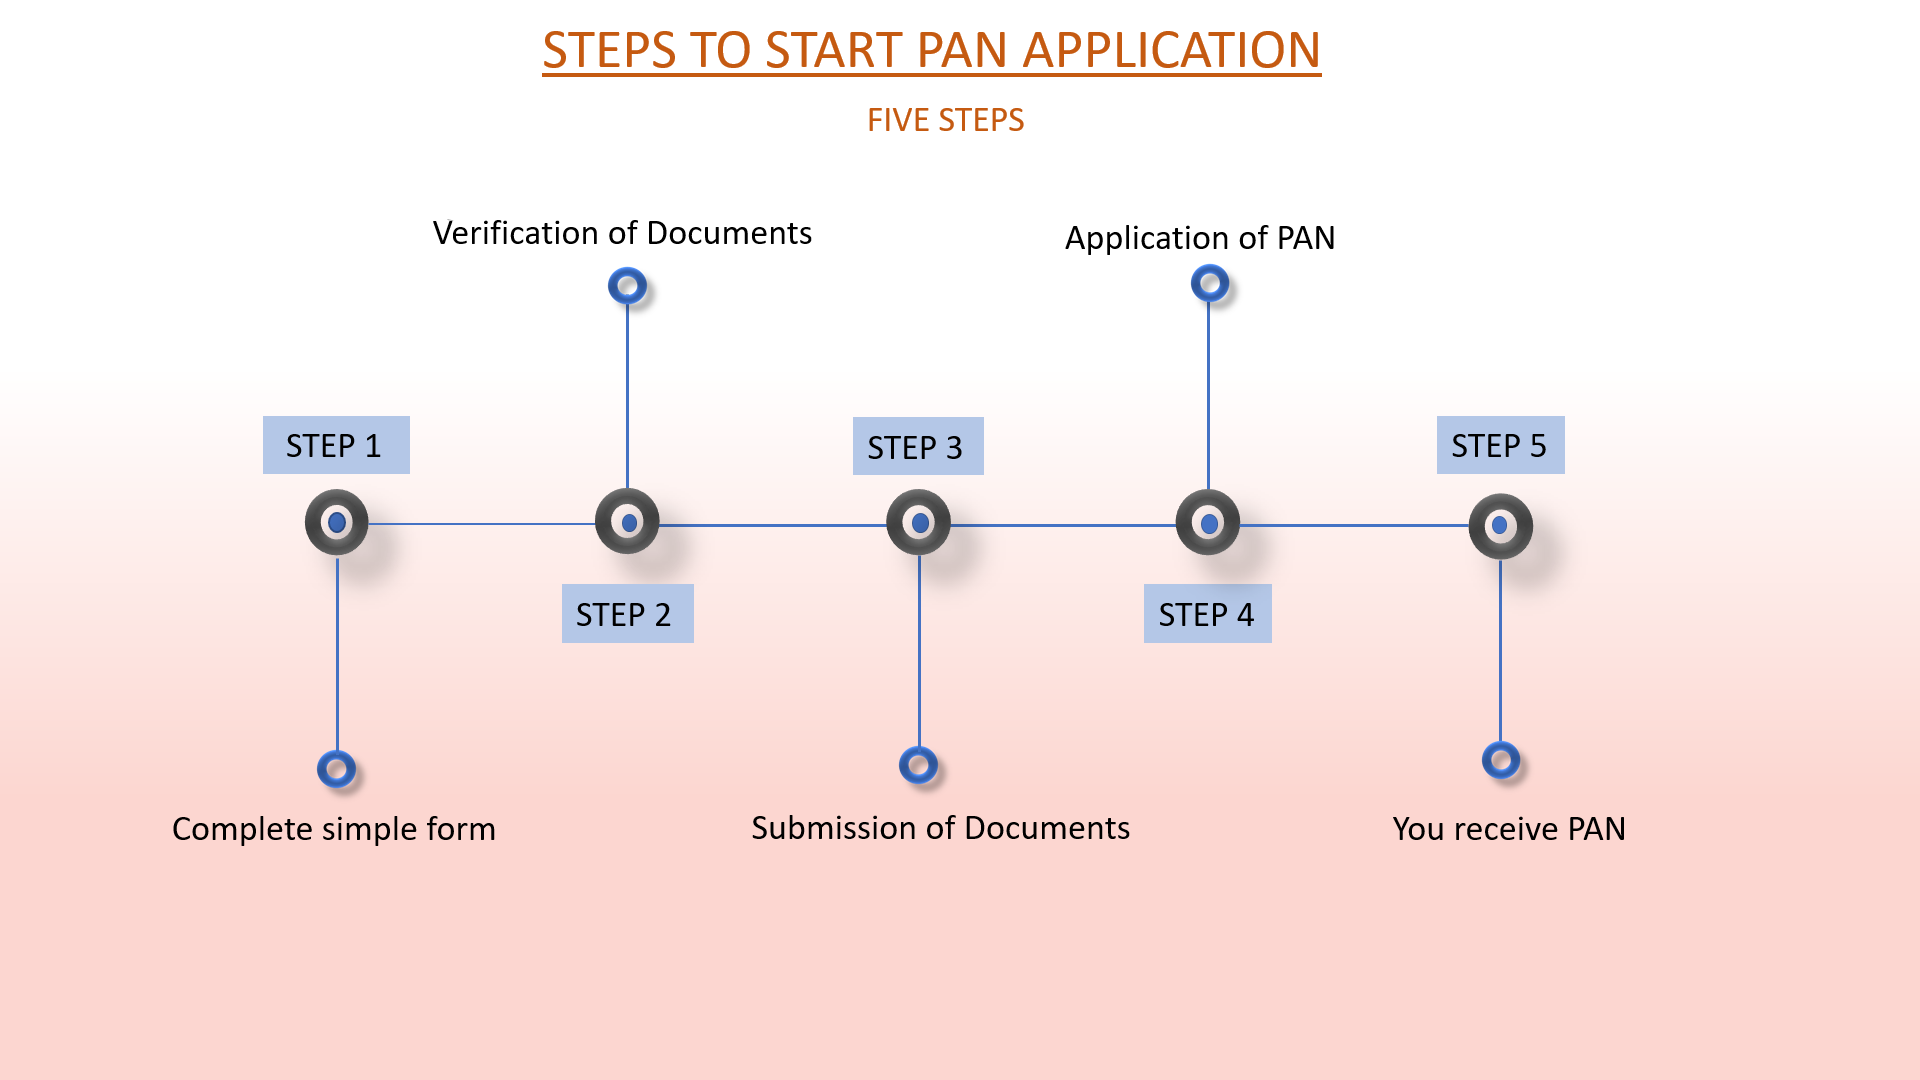 STEPS TO START PAN APPLICATION
FIVE STEPS
Verification of Documents
Application of PAN
STEP 1
STEP 3
STEP 5
STEP 2
STEP 4
Complete simple form
Submission of Documents
You receive PAN